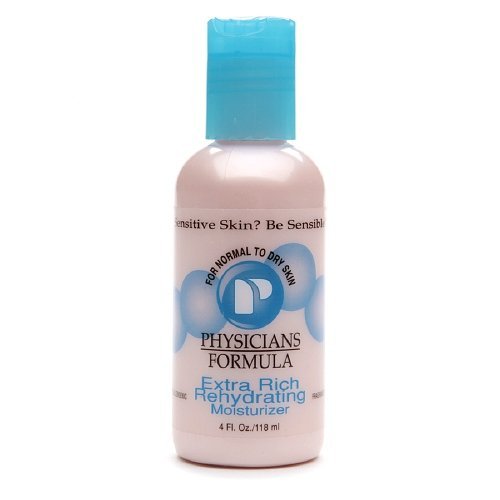 Sensitive Skin? Be Sensible
FOR NORMAL TO DRY SKIN
PHYSICIANS
FORMULA
Extra Rich
Rehydrating
Moisturizer
4 Fl. Oz./118 ml